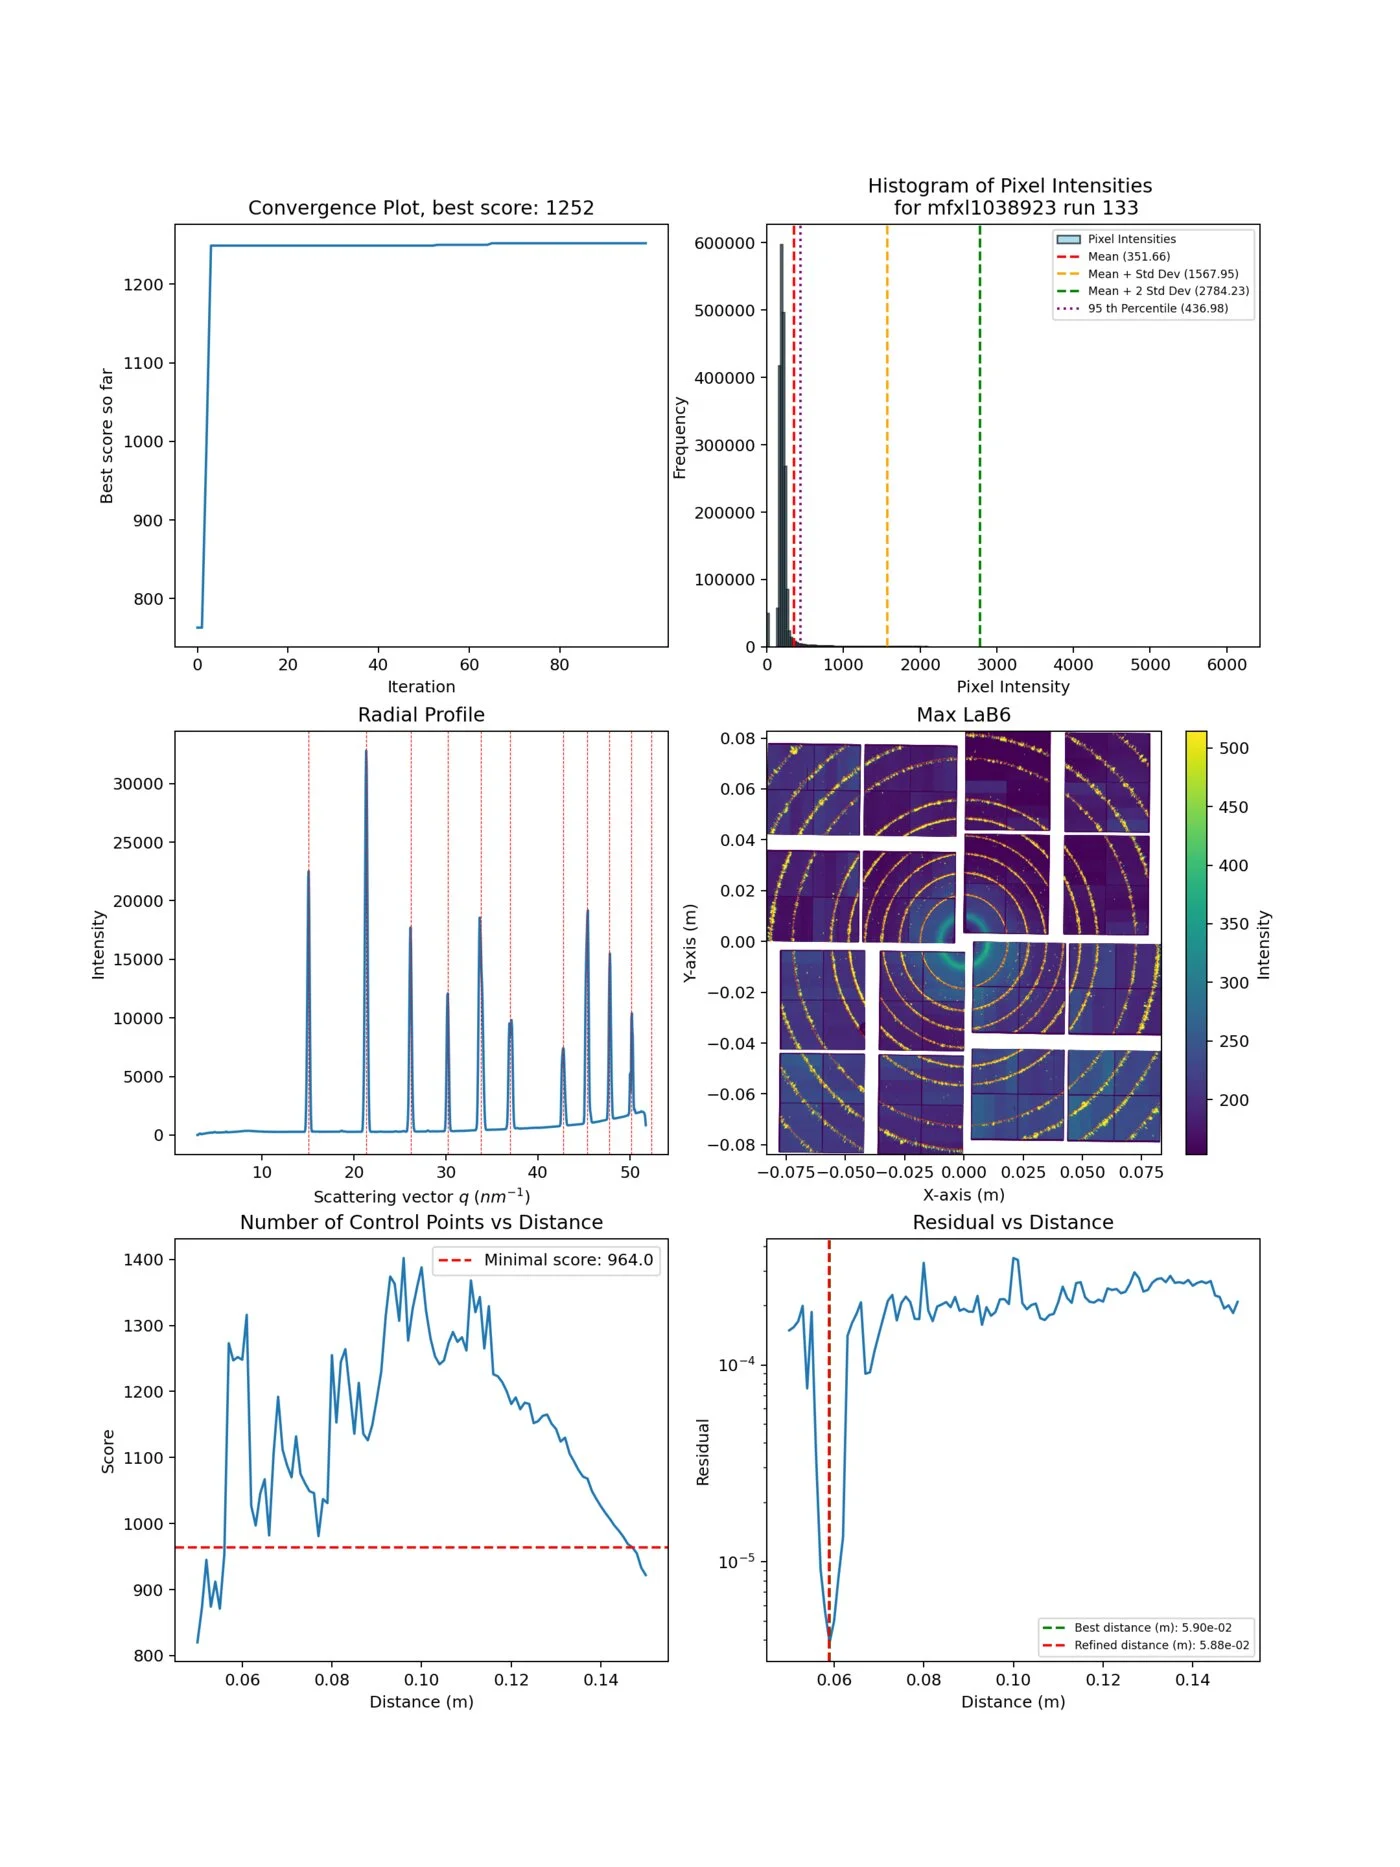 Convergence Plot, best score: 1252
Best score so far
1200
1100
1000
900
800
0 20 40 60 80
Iteration
Histogram of Pixel Intensities
for mfxl1038923 run 133
Frequency
600000
500000
400000
300000
200000
100000
0
0 1000 2000 3000 4000 5000 6000
Pixel Intensity
Pixel Intensities
Mean (351.66)
Mean + Std Dev (1567.95)
Mean + 2 Std Dev (2784.23)
95 th Percentile (436.98)
Radial Profile
Intensity
30000
25000
20000
15000
10000
5000
0
10 20 30 40 50
Scattering vector q (nm⁻¹)
Max LaB6
Y-axis (m)
0.08
0.06
0.04
0.02
0.00
−0.02
−0.04
−0.06
−0.08
−0.075 −0.050 −0.025 0.000 0.025 0.050 0.075
X-axis (m)
500
450
400
350
300
250
200
Intensity
Number of Control Points vs Distance
Score
1400
1300
1200
1100
1000
900
800
Minimal score: 964.0
0.06 0.08 0.10 0.12 0.14
Distance (m)
Residual vs Distance
Residual
10⁻⁴
10⁻⁵
Best distance (m): 5.90e-02
Refined distance (m): 5.88e-02
0.06 0.08 0.10 0.12 0.14
Distance (m)